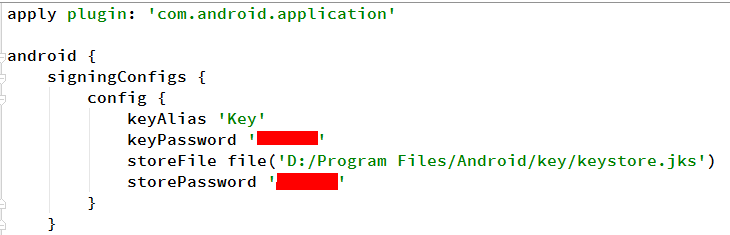 apply plugin: 'com.android.application'
android {
signingConfigs {
config {
keyAlias 'Key'
keyPassword ' '
storeFile file('D:/Program Files/Android/key/keystore.jks')
storePassword ' '
}
}